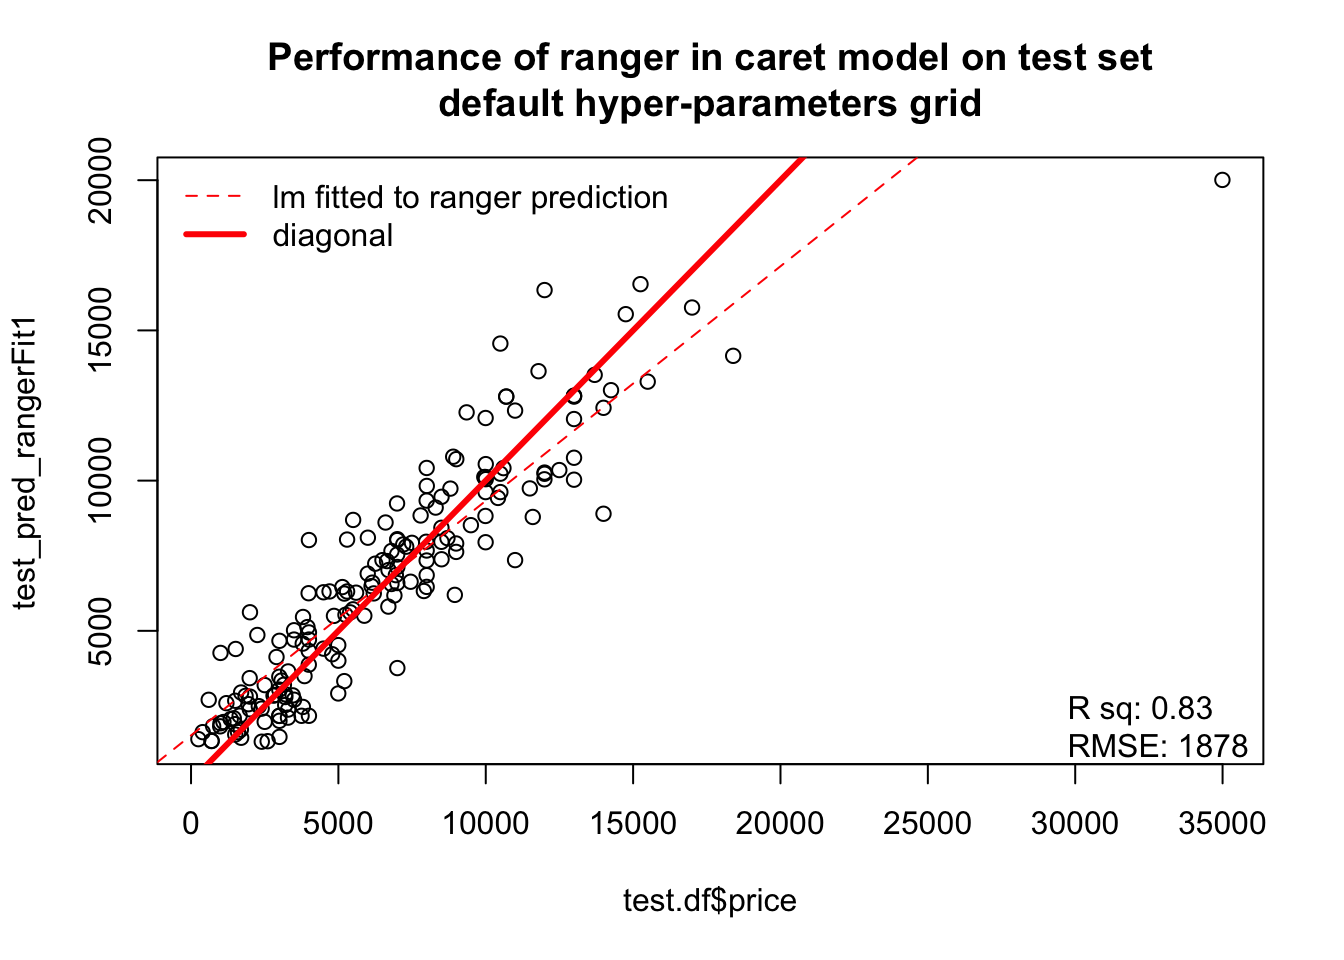 Performance of ranger in caret model on test set
default hyper-parameters grid
lm fitted to ranger prediction
diagonal
20000
15000
10000
5000
test_pred_rangerFit1
R sq: 0.83
RMSE: 1878
0 5000 10000 15000 20000 25000 30000 35000
test.df$price